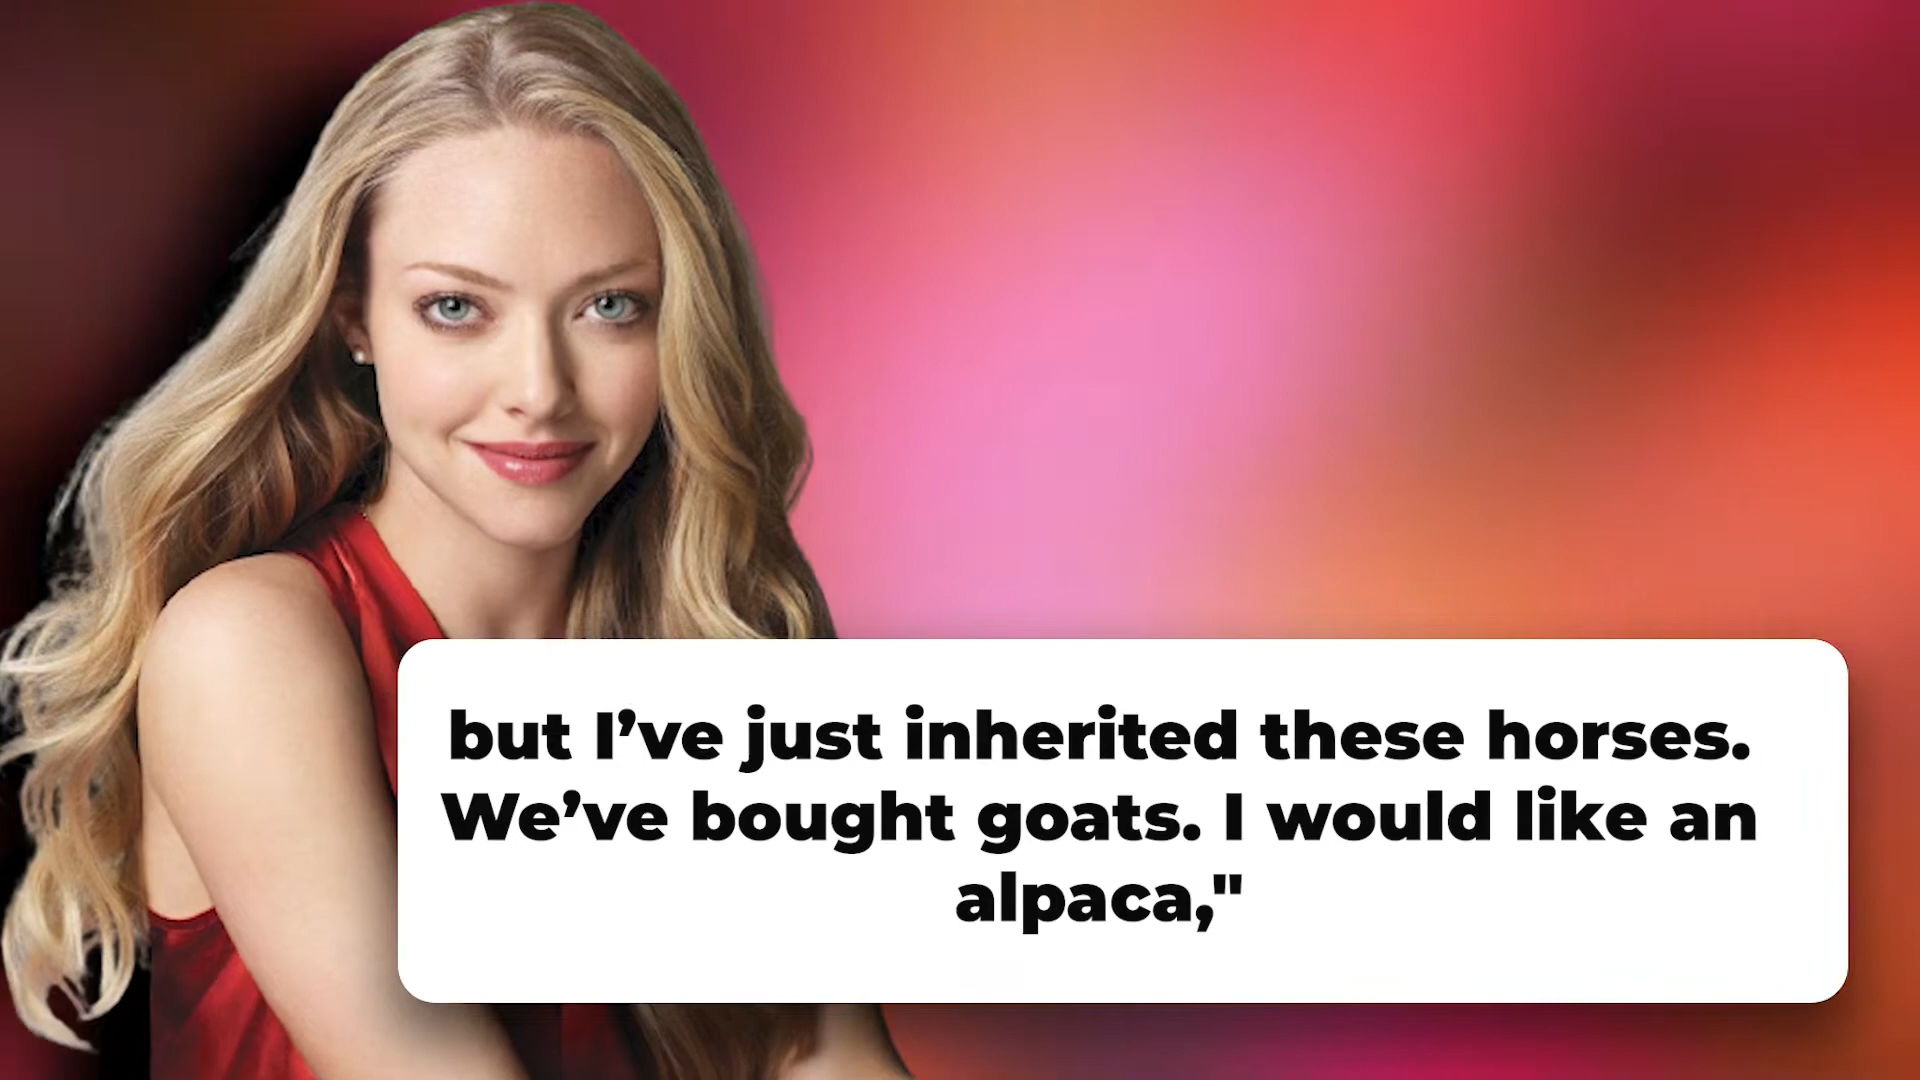 but I’ve just inherited these horses.
We’ve bought goats. I would like an
alpaca,"